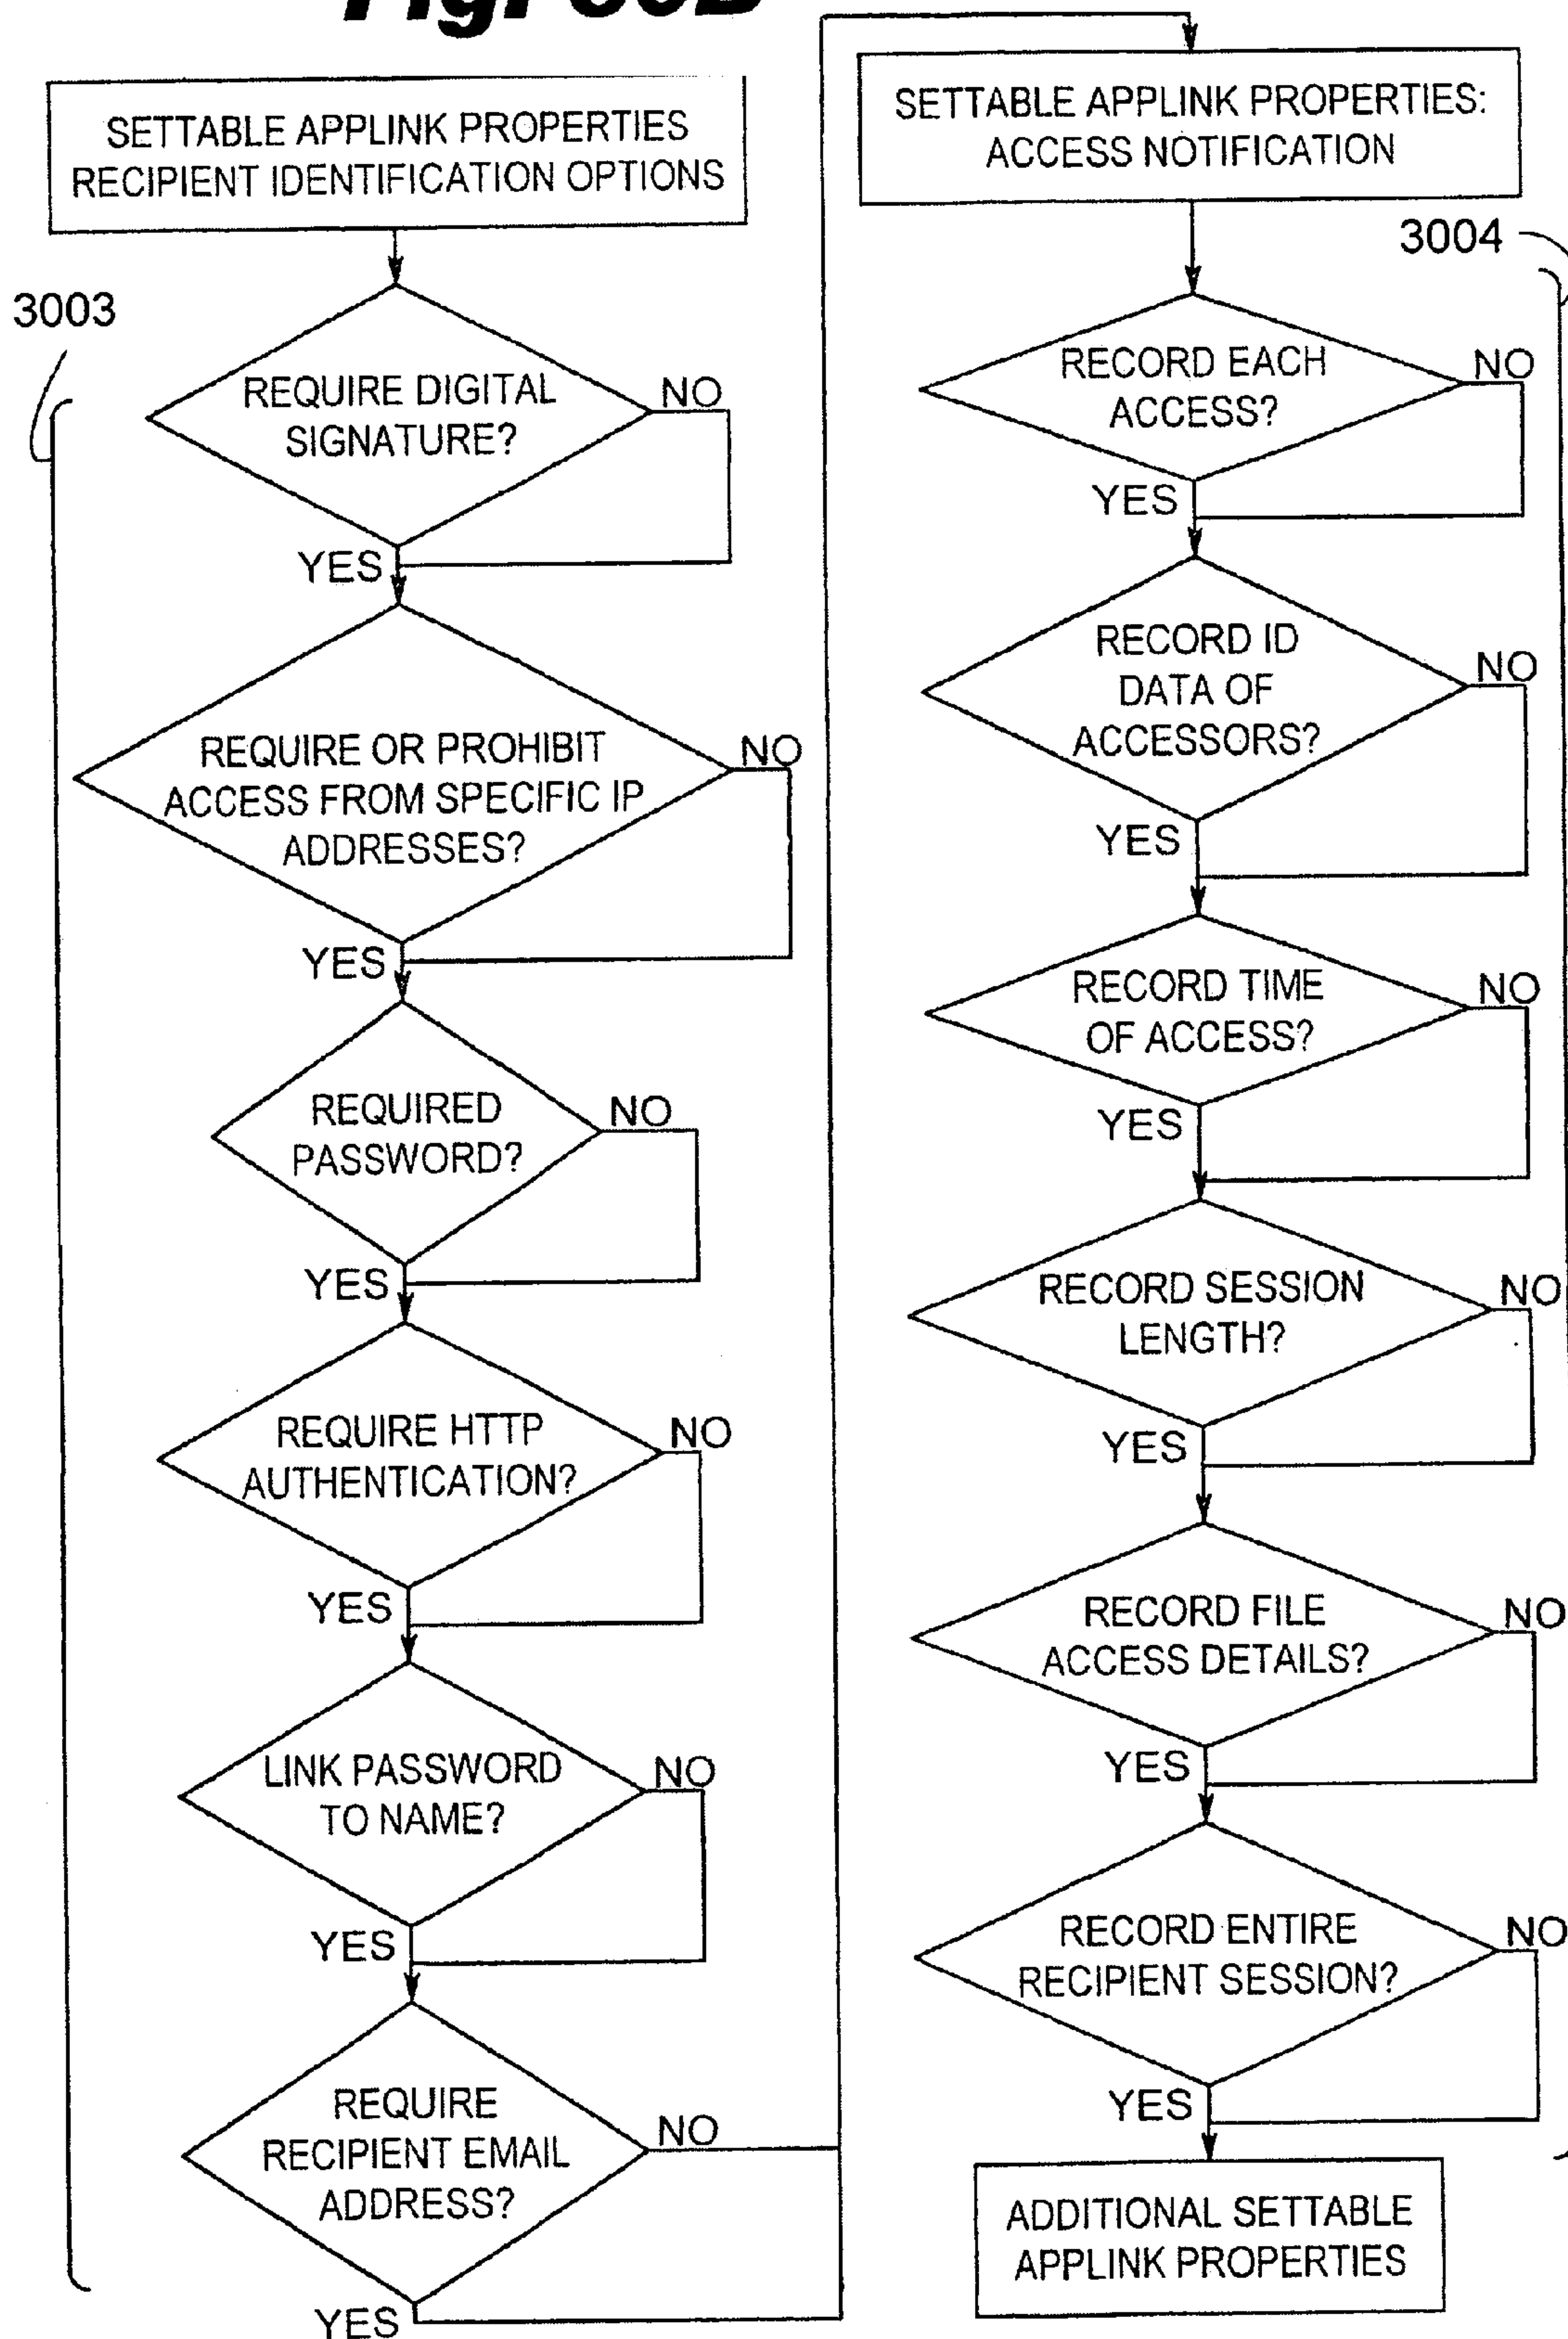 SETTABLE APPLINK PROPERTIES
RECIPIENT IDENTIFICATION OPTIONS
3003
REQUIRE DIGITAL
SIGNATURE?
NO
YES
REQUIRE OR PROHIBIT
ACCESS FROM SPECIFIC IP
ADDRESSES?
NO
YES
REQUIRED
PASSWORD?
NO
YES
REQUIRE HTTP
AUTHENTICATION?
NO
YES
LINK PASSWORD
TO NAME?
NO
YES
REQUIRE
RECIPIENT EMAIL
ADDRESS?
NO
YES
SETTABLE APPLINK PROPERTIES:
ACCESS NOTIFICATION
3004
RECORD EACH
ACCESS?
NO
YES
RECORD ID
DATA OF
ACCESSORS?
NO
YES
RECORD TIME
OF ACCESS?
NO
YES
RECORD SESSION
LENGTH?
NO
YES
RECORD FILE
ACCESS DETAILS?
NO
YES
RECORD ENTIRE
RECIPIENT SESSION?
NO
YES
ADDITIONAL SETTABLE
APPLINK PROPERTIES